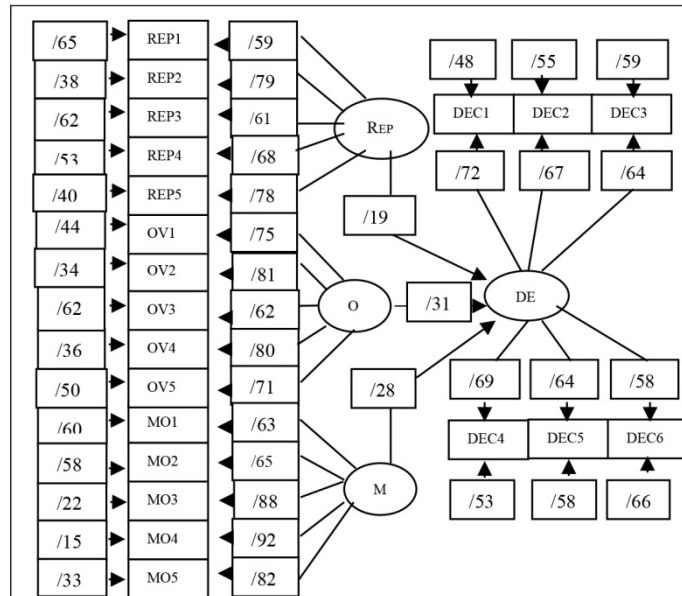 /65 REP1 /59
/38 REP2 /79
/62 REP3 /61
/53 REP4 /68
/40 REP5 /78
/44 OV1 /75
/34 OV2 /81
/62 OV3 /62
/36 OV4 /80
/50 OV5 /71
/60 MO1 /63
/58 MO2 /65
/22 MO3 /88
/15 MO4 /92
/33 MO5 /82
REP
O
M
/19
/31
/28
DE
/48 /55 /59
DEC1 DEC2 DEC3
/72 /67 /64
/69 /64 /58
DEC4 DEC5 DEC6
/53 /58 /66